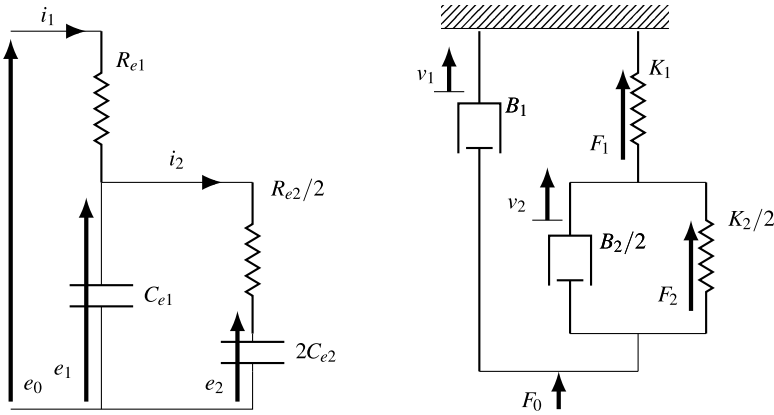 i₁
Rₑ₁
i₂
Rₑ₂/2
Cₑ₁
2Cₑ₂
e₀
e₁
e₂
v₁
B₁
K₁
F₁
v₂
B₂/2
K₂/2
F₂
F₀